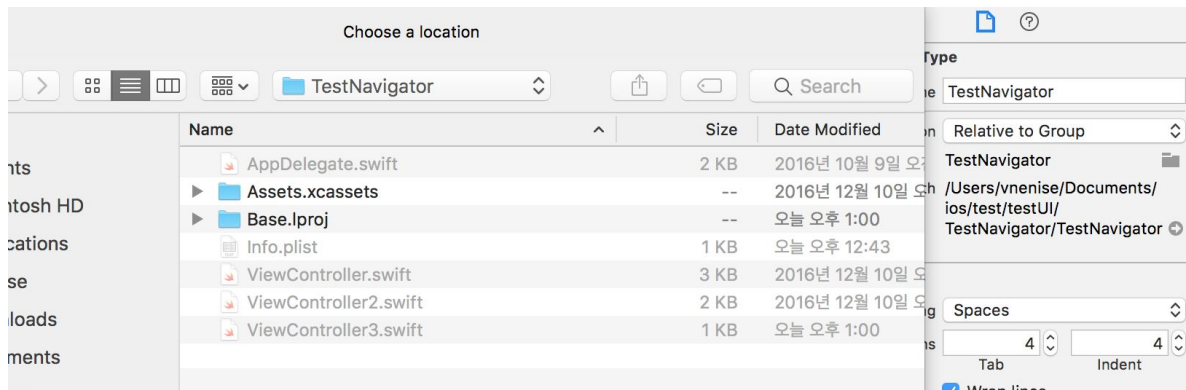 Choose a location
TestNavigator
Search
Name Size Date Modified
AppDelegate.swift 2 KB 2016년 10월 9일
Assets.xcassets -- 2016년 12월 10일
Base.lproj -- 오늘 오후 1:00
Info.plist 1 KB 오늘 오후 12:43
ViewController.swift 3 KB 2016년 12월 10일
ViewController2.swift 2 KB 2016년 12월 10일
ViewController3.swift 1 KB 오늘 오후 1:00
nts
ntosh HD
cations
se
loads
ments
Type
TestNavigator
Relative to Group
TestNavigator
/Users/vnenise/Documents/
ios/test/testUI/
TestNavigator/TestNavigator
Spaces
4 4
Tab Indent
Wrap lines